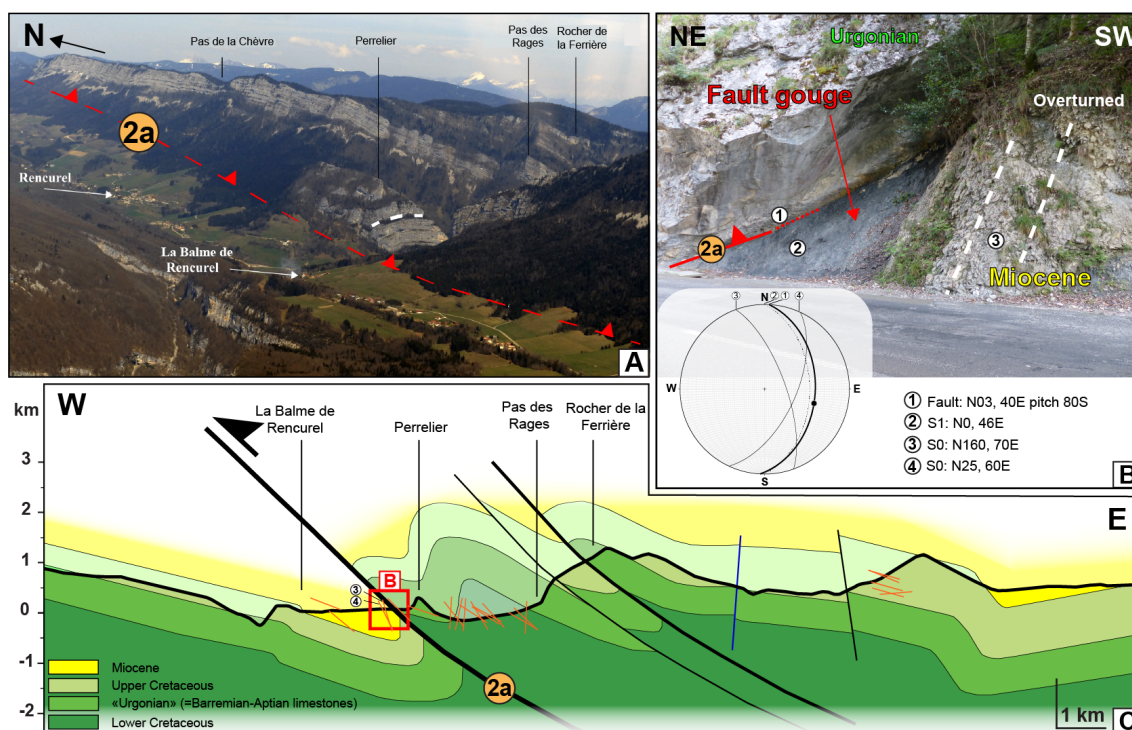 N
Pas de la Chèvre
Perrelier
Pas des
Rages
Rocher de
la Ferrière
2a
Rencurel
La Balme de
Rencurel
A
NE
Urgonian
SW
Fault gouge
Overturned
1
2a
2
3
Miocene
3
2
1
4
N
W
E
S
1 Fault: N03, 40E pitch 80S
2 S1: N0, 46E
3 S0: N160, 70E
4 S0: N25, 60E
B
km
W
La Balme de
Rencurel
Perrelier
Pas des
Rages
Rocher de la
Ferrière
E
3
2
1
0
-1
-2
3
4
B
2a
Miocene
Upper Cretaceous
«Urgonian» (=Barremian-Aptian limestones)
Lower Cretaceous
1 km
C